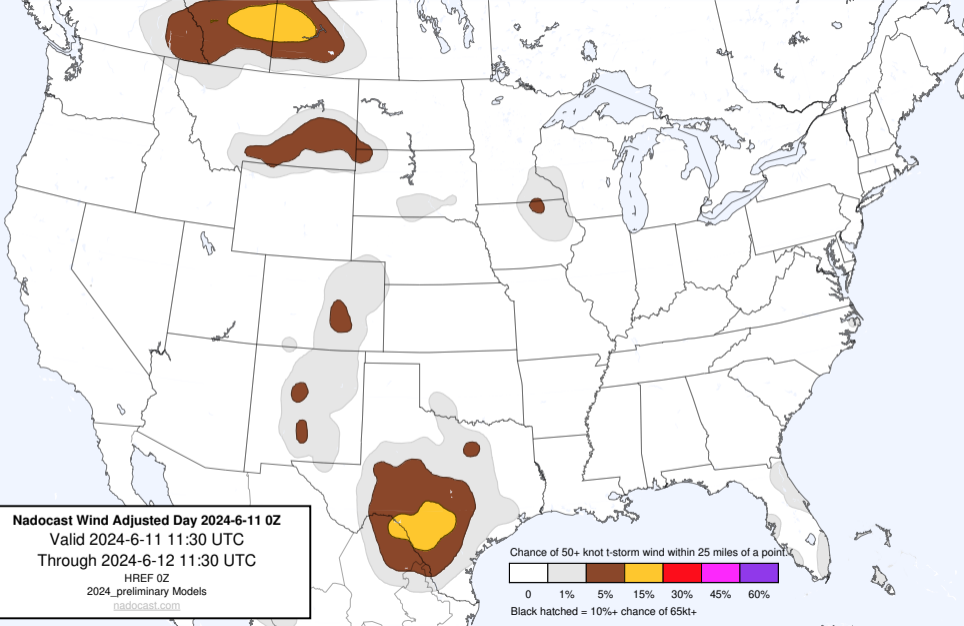 Nadocast Wind Adjusted Day 2024-6-11 0Z
Valid 2024-6-11 11:30 UTC
Through 2024-6-12 11:30 UTC
HREF 0Z
2024_preliminary Models
nadocast.com
Chance of 50+ knot t-storm wind within 25 miles of a point.
0 1% 5% 15% 30% 45% 60%
Black hatched = 10%+ chance of 65kt+